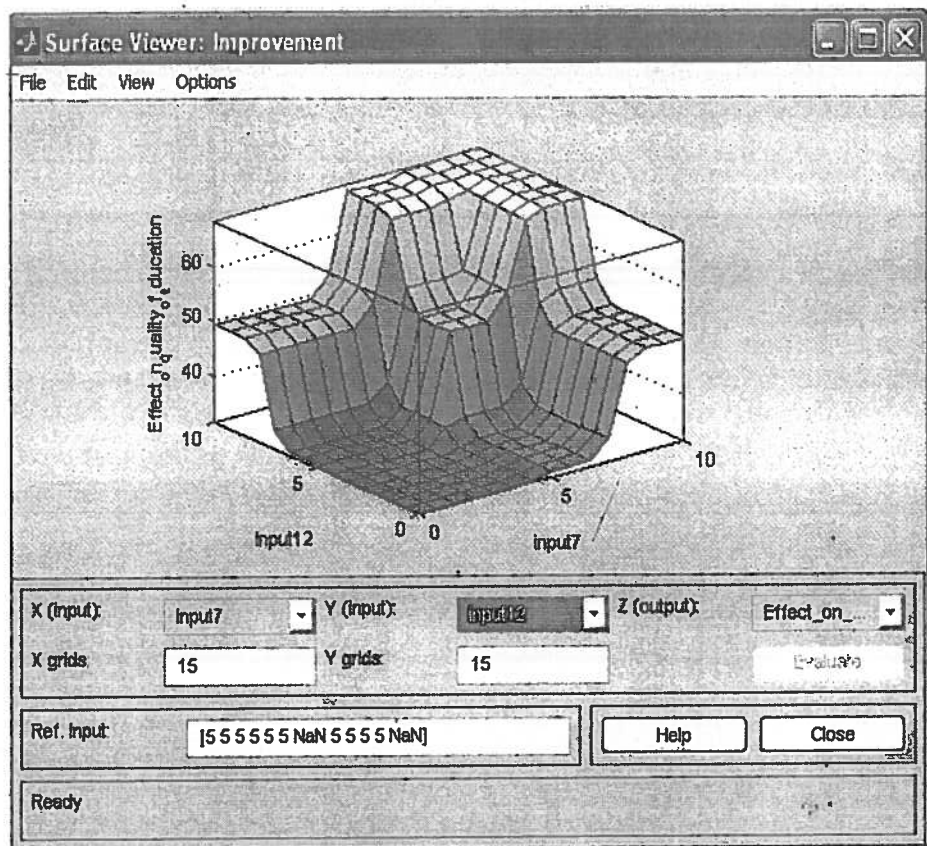 Surface Viewer: Improvement
File Edit View Options
Effect_on_quality_of_education
60
50
40
10
5
0
0
5
10
input12
input7
X (input):
input7
Y (input):
input12
Z (output):
Effect_on_...
X grids:
15
Y grids:
15
Evaluate
Ref. Input:
[5 5 5 5 5 5 NaN 5 5 5 5 NaN]
Help
Close
Ready